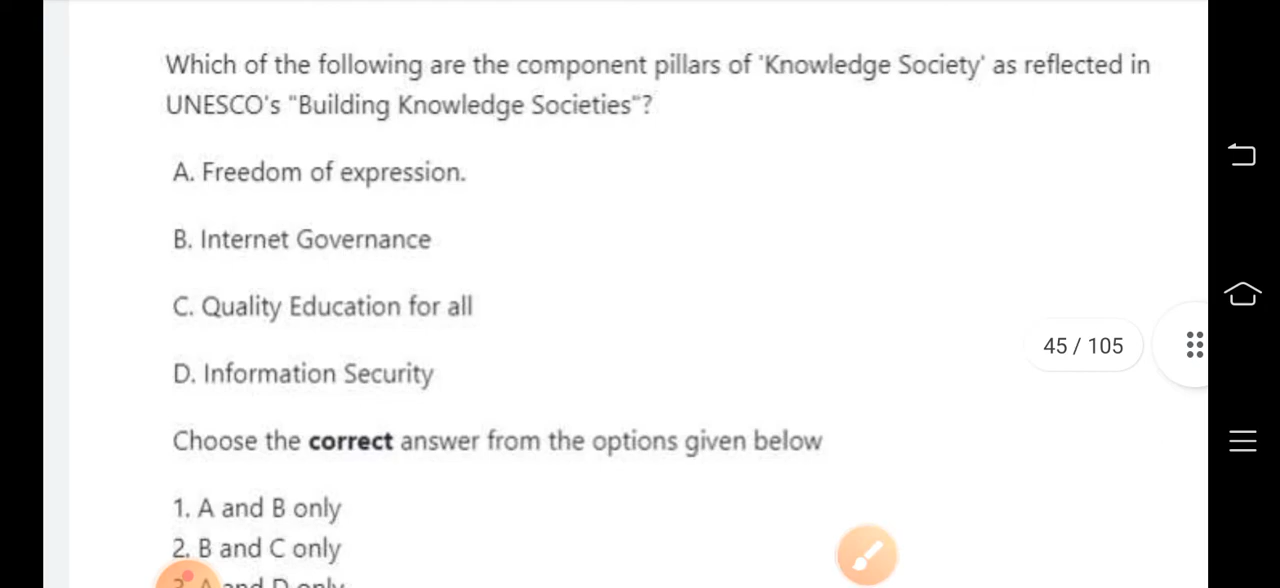 Which of the following are the component pillars of 'Knowledge Society' as reflected in
UNESCO's "Building Knowledge Societies"?
A. Freedom of expression.
B. Internet Governance
C. Quality Education for all
45 / 105
D. Information Security
Choose the correct answer from the options given below
1. A and B only
2. B and C only
and D only